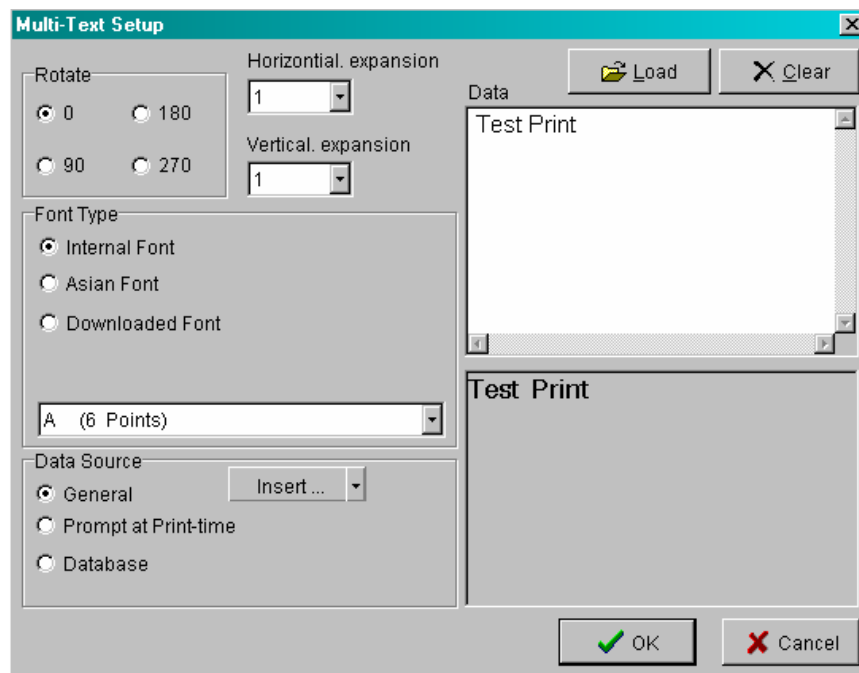 Multi-Text Setup
Rotate
0 180
90 270
Horizontial. expansion
1
Vertical. expansion
1
Load Clear
Data
Test Print
Font Type
Internal Font
Asian Font
Downloaded Font
A (6 Points)
Test Print
Data Source
General
Insert ...
Prompt at Print-time
Database
OK Cancel